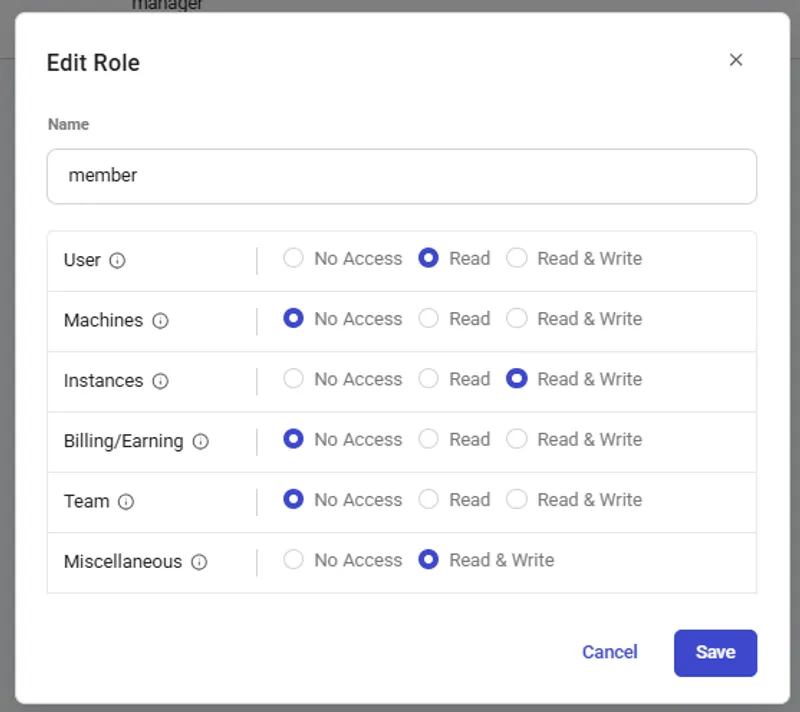 manager
Edit Role
Name
member
User No Access Read Read & Write
Machines No Access Read Read & Write
Instances No Access Read Read & Write
Billing/Earning No Access Read Read & Write
Team No Access Read Read & Write
Miscellaneous No Access Read & Write
Cancel Save